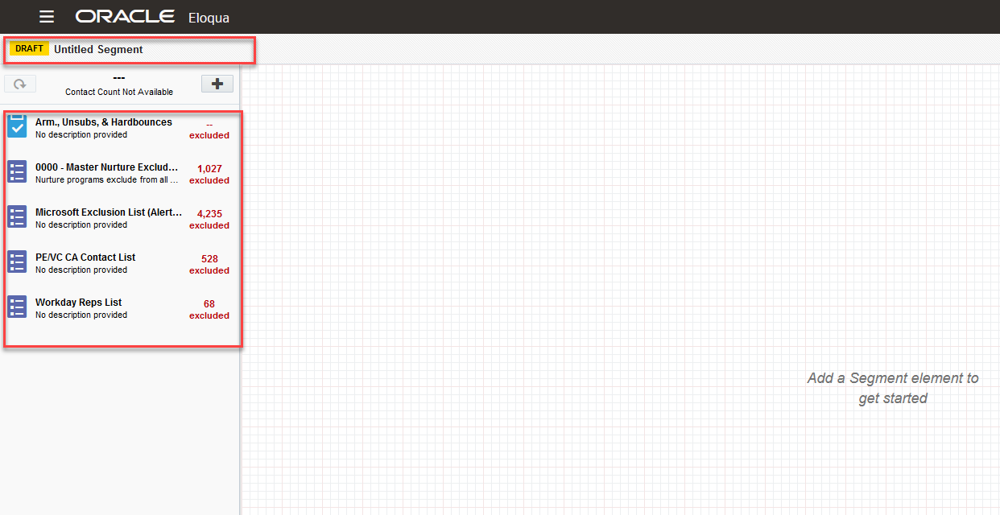 ORACLE Eloqua
DRAFT Untitled Segment
---
Contact Count Not Available
Arm., Unsubs, & Hardbounces
No description provided
--
excluded
0000 - Master Nurture Exclud...
Nurture programs exclude from all ...
1,027
excluded
Microsoft Exclusion List (Alert...
No description provided
4,235
excluded
PE/VC CA Contact List
No description provided
528
excluded
Workday Reps List
No description provided
68
excluded
Add a Segment element to
get started